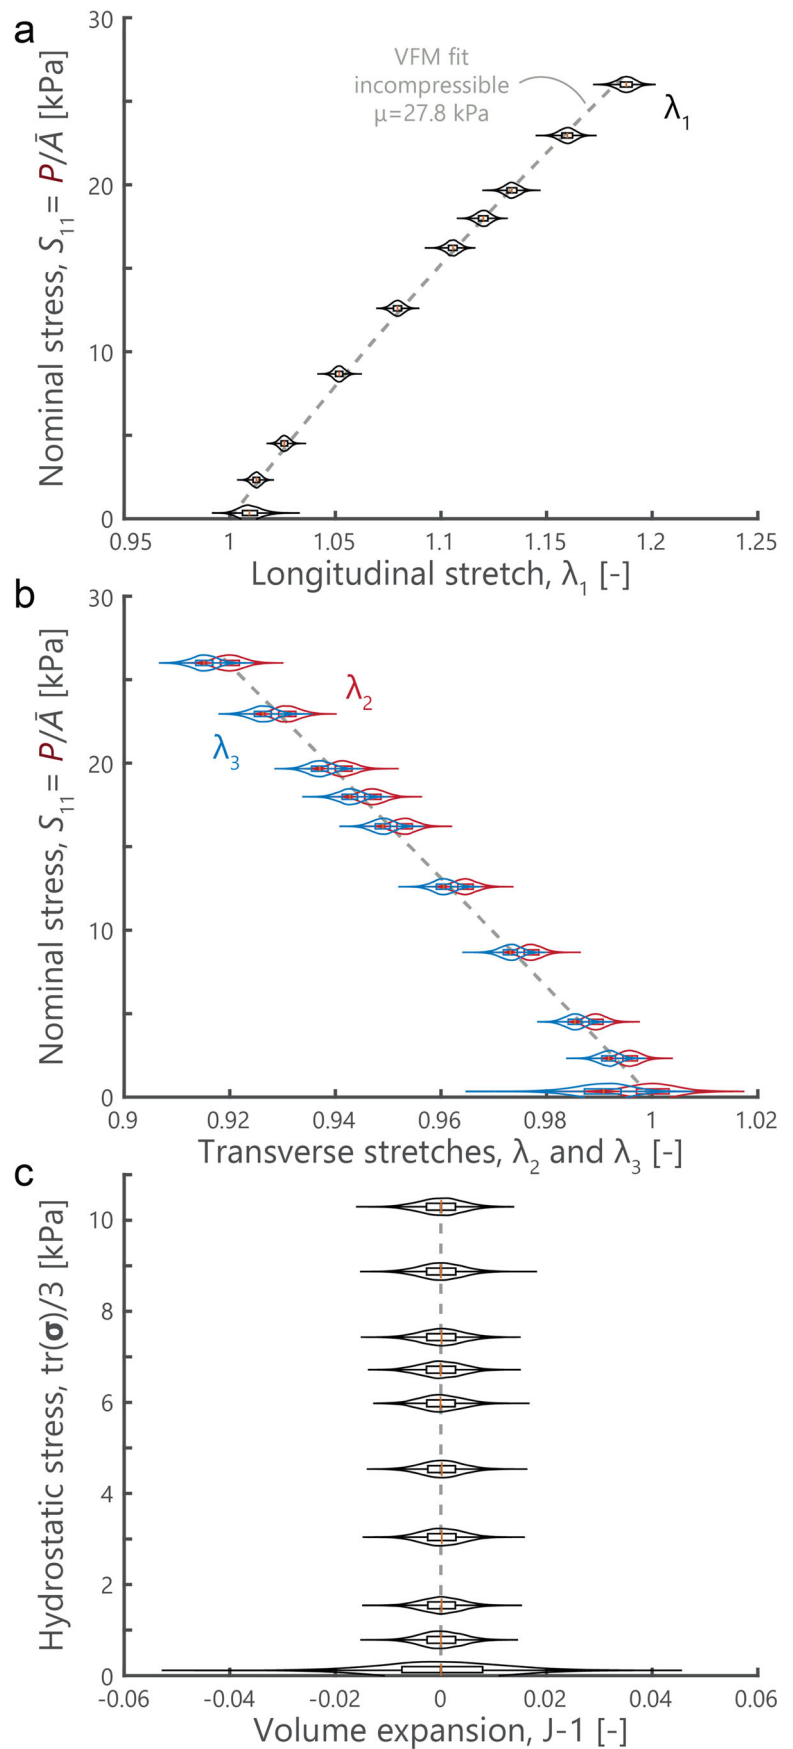 a
30
20
10
0
Nominal stress, S₁₁= P/Ā [kPa]
VFM fit
incompressible
μ=27.8 kPa
λ₁
0.95 1 1.05 1.1 1.15 1.2 1.25
Longitudinal stretch, λ₁ [-]
b
30
20
10
0
Nominal stress, S₁₁= P/Ā [kPa]
λ₂
λ₃
0.9 0.92 0.94 0.96 0.98 1 1.02
Transverse stretches, λ₂ and λ₃ [-]
c
10
8
6
4
2
0
Hydrostatic stress, tr(σ)/3 [kPa]
-0.06 -0.04 -0.02 0 0.02 0.04 0.06
Volume expansion, J-1 [-]